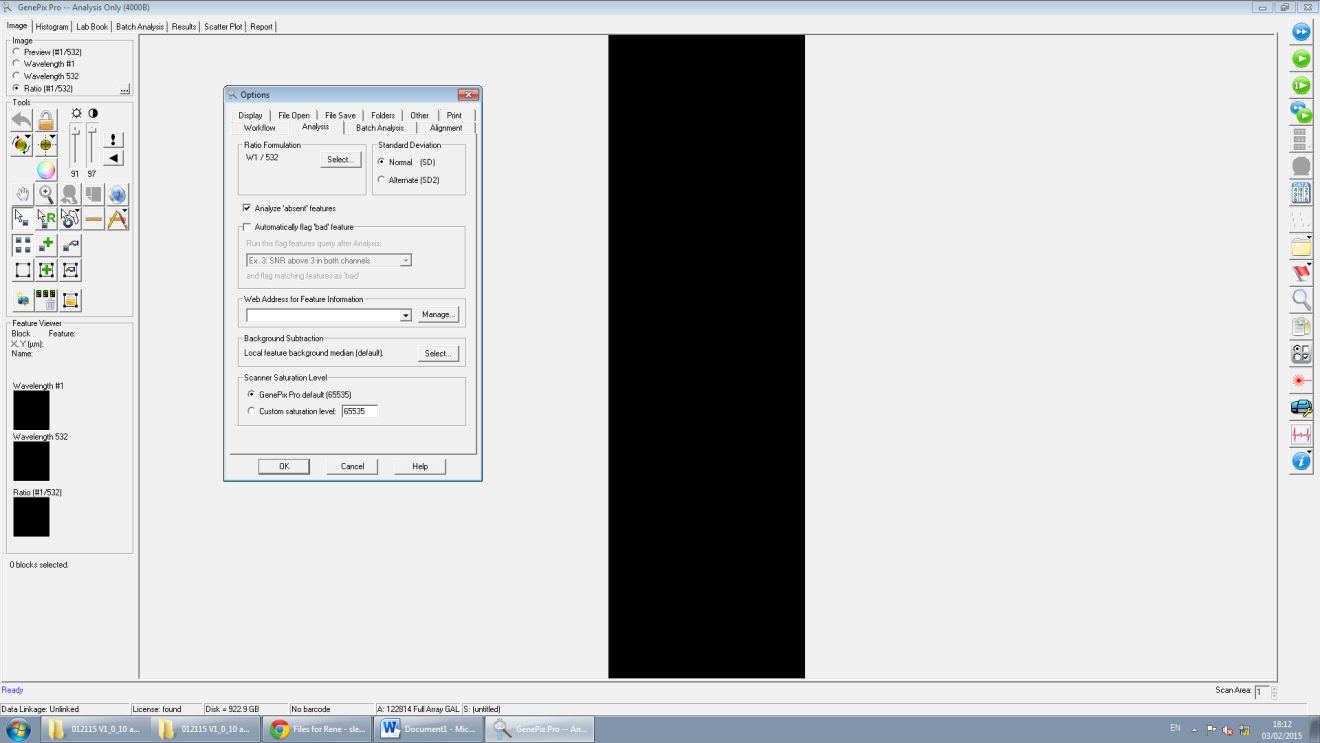 GenePix Pro -- Analysis Only (4000B)
Image Histogram Lab Book Batch Analysis Results Scatter Plot Report
Image
Preview (#1/532)
Wavelength #1
Wavelength 532
Ratio (#1/532)
...
Tools
91 97
Feature Viewer
Block Feature:
X, Y (µm):
Name:
Wavelength #1
Wavelength 532
Ratio (#1/532)
0 blocks selected.
Options
Display File Open File Save Folders Other Print
Workflow Analysis Batch Analysis Alignment
Ratio Formulation
W1 / 532
Select...
Standard Deviation
Normal (SD)
Alternate (SD2)
Analyze 'absent' features
Automatically flag 'bad' feature
Run this flag features query after Analysis:
Ex. 3: SNR above 3 in both channels
and flag matching features as 'bad'
Web Address for Feature Information
Manage...
Background Subtraction
Local feature background median (default).
Select...
Scanner Saturation Level
GenePix Pro default (65535)
Custom saturation level: 65535
OK Cancel Help
DATA
Ready
Scan Area: 1
Data Linkage: Unlinked License: found Disk = 922.9 GB No barcode A: 122814 Full Array GAL S: (untitled)
012115 V1_0_10 a... 012115 V1_0_10 a... Files for Rene - sle... Document1 - Mic... GenePix Pro -- An...
EN
18:12
03/02/2015